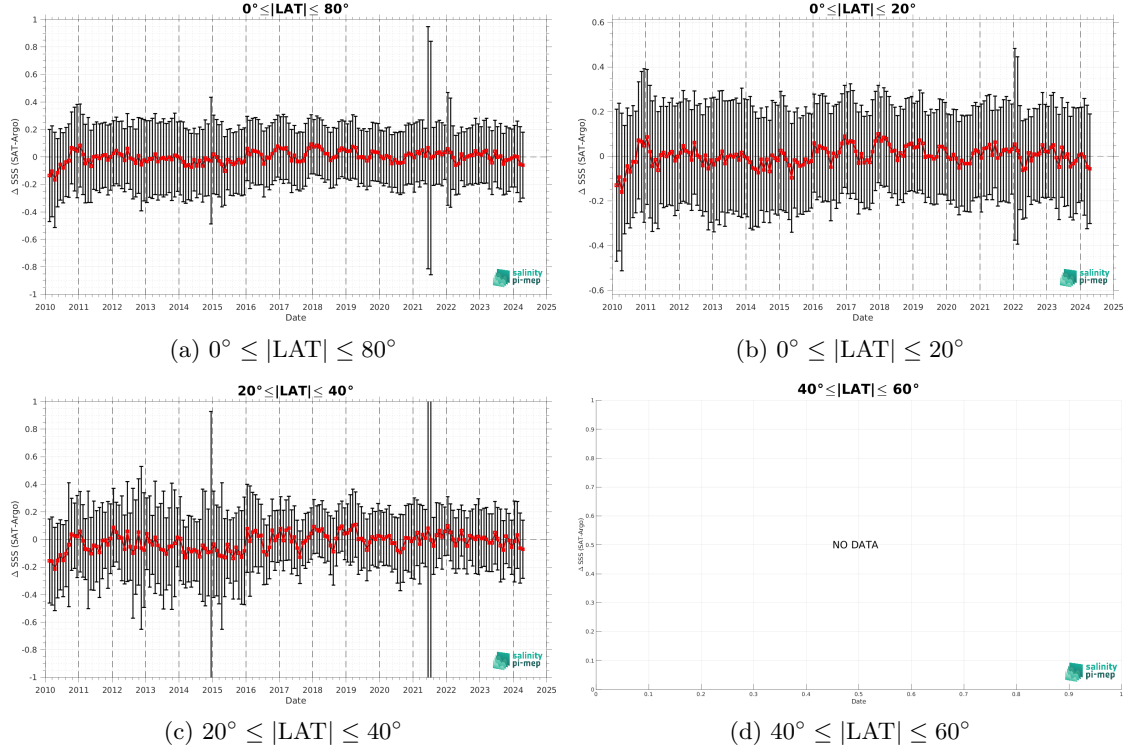 0°≤|LAT|≤ 80°
1
0.8
0.6
0.4
0.2
0
-0.2
-0.4
-0.6
-0.8
-1
Δ SSS (SAT-Argo)
2010 2011 2012 2013 2014 2015 2016 2017 2018 2019 2020 2021 2022 2023 2024 2025
Date
salinity
pi-mep
(a) 0° ≤ |LAT| ≤ 80°
0°≤|LAT|≤ 20°
0.6
0.4
0.2
0
-0.2
-0.4
-0.6
Δ SSS (SAT-Argo)
2010 2011 2012 2013 2014 2015 2016 2017 2018 2019 2020 2021 2022 2023 2024 2025
Date
salinity
pi-mep
(b) 0° ≤ |LAT| ≤ 20°
20°≤|LAT|≤ 40°
1
0.8
0.6
0.4
0.2
0
-0.2
-0.4
-0.6
-0.8
-1
Δ SSS (SAT-Argo)
2010 2011 2012 2013 2014 2015 2016 2017 2018 2019 2020 2021 2022 2023 2024 2025
Date
salinity
pi-mep
(c) 20° ≤ |LAT| ≤ 40°
40°≤|LAT|≤ 60°
1
0.9
0.8
0.7
0.6
0.5
0.4
0.3
0.2
0.1
0
Δ SSS (SAT-Argo)
NO DATA
0 0.1 0.2 0.3 0.4 0.5 0.6 0.7 0.8 0.9 1
Date
salinity
pi-mep
(d) 40° ≤ |LAT| ≤ 60°